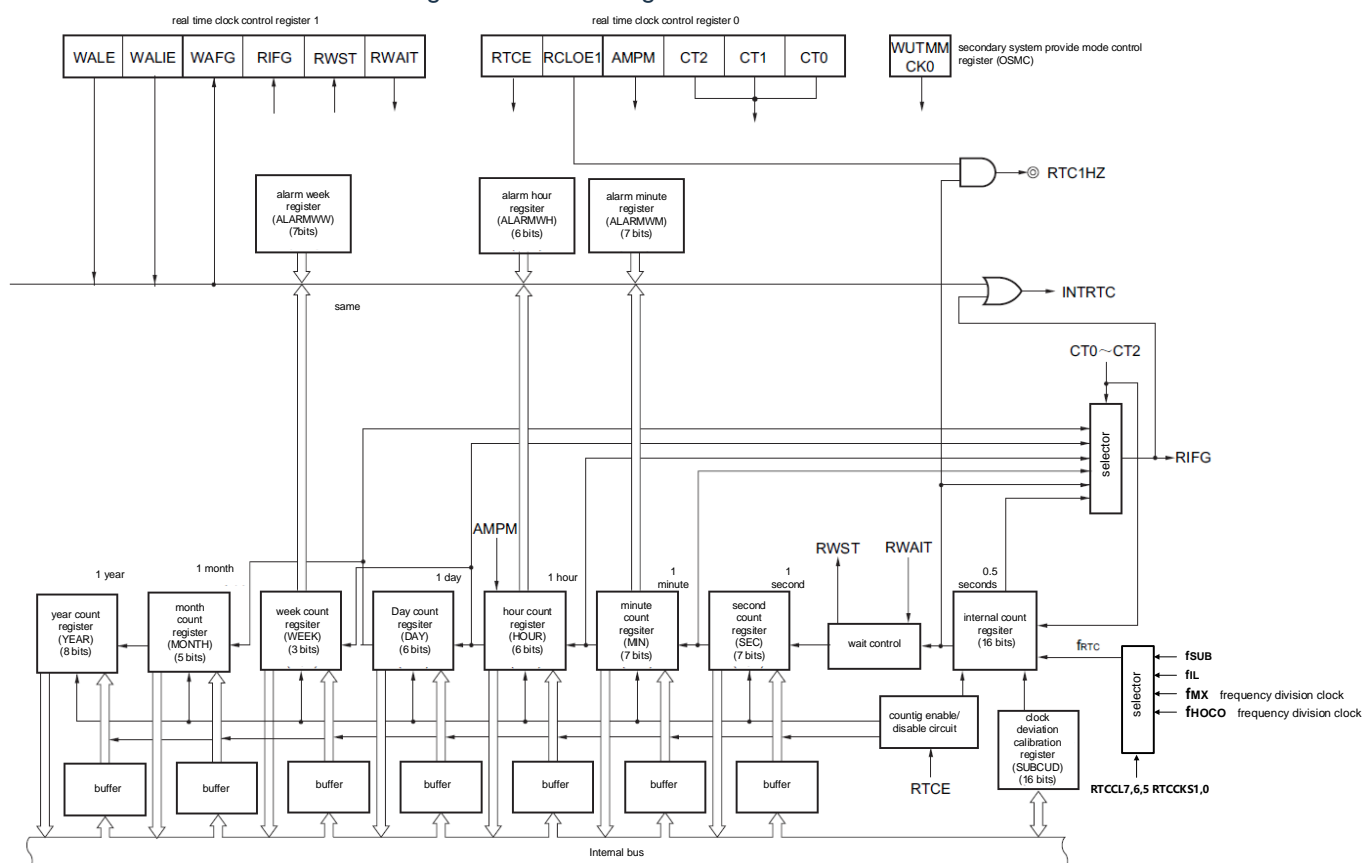 real time clock control register 1
real time clock control register 0
WALE
WALIE
WAFG
RIFG
RWST
RWAIT
RTCE
RCLOE1
AMPM
CT2
CT1
CT0
WUTMM
CK0
secondary system provide mode control
register (OSMC)
RTC1HZ
alarm week
register
(ALARMWW)
(7bits)
alarm hour
regsiter
(ALARMWH)
(6 bits)
alarm minute
register
(ALARMWM)
(7 bits)
same
INTRTC
CT0～CT2
selector
RIFG
AMPM
RWST
RWAIT
1 year
1 month
1 day
1 hour
1
minute
1
second
0.5
seconds
year count
register
(YEAR)
(8 bits)
month
count
register
(MONTH)
(5 bits)
week count
regsiter
(WEEK)
(3 bits)
Day count
regsiter
(DAY)
(6 bits)
hour count
register
(HOUR)
(6 bits)
minute
count
regsiter
(MIN)
(7 bits)
second
count
regsiter
(SEC)
(7 bits)
wait control
internal count
regsiter
(16 bits)
fRTC
selector
fSUB
fIL
fMX frequency division clock
fHOCO frequency division clock
RTCCL7,6,5 RTCCKS1,0
countig enable/
disable circuit
RTCE
clock
deviation
calibration
register
(SUBCUD)
(16 bits)
buffer
buffer
buffer
buffer
buffer
buffer
buffer
Internal bus